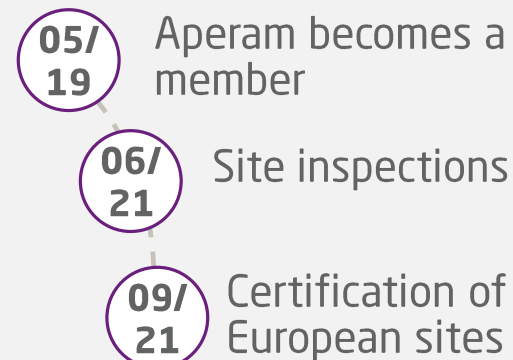 05/
19
Aperam becomes a
member
06/
21
Site inspections
09/
21
Certification of
European sites